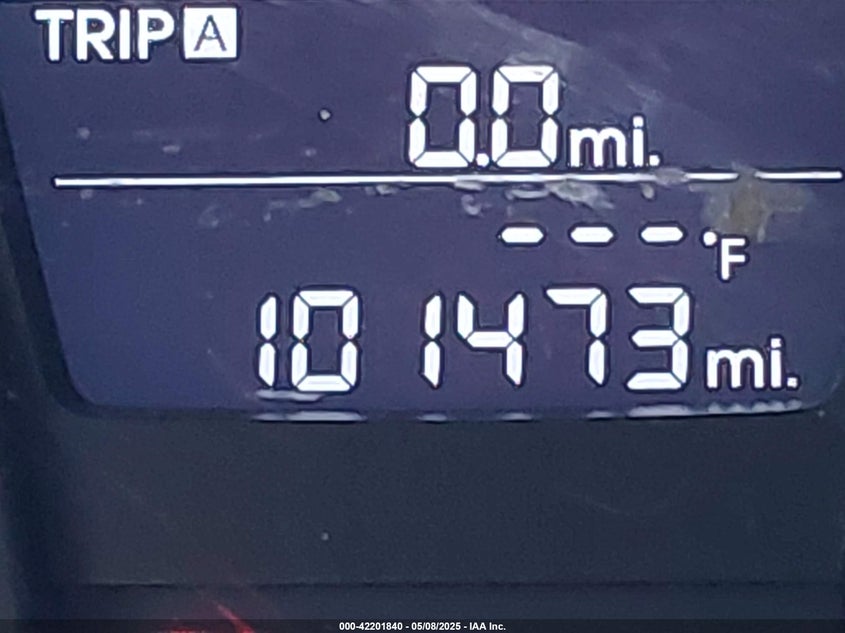 TRIP A
0.0 mi.
--- °F
101473 mi.
000-42201840 - 05/08/2025 - IAA Inc.